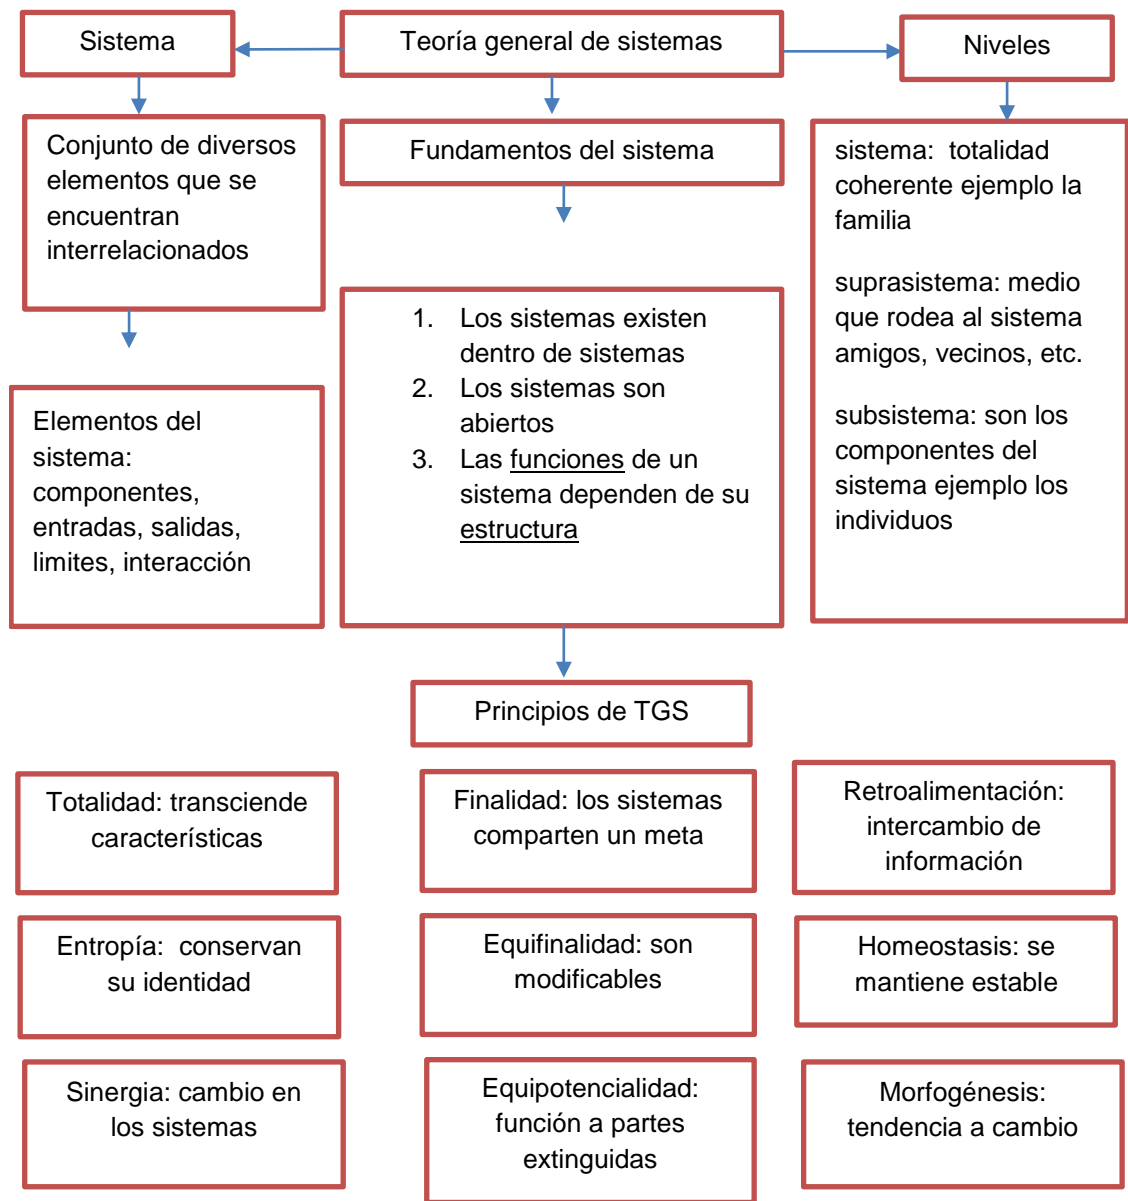 Sistema
Teoría general de sistemas
Niveles
Conjunto de diversos
elementos que se
encuentran
interrelacionados
Fundamentos del sistema
sistema:  totalidad
coherente ejemplo la
familia
suprasistema: medio
que rodea al sistema
amigos, vecinos, etc.
subsistema: son los
componentes del
sistema ejemplo los
individuos
1. Los sistemas existen
dentro de sistemas
2. Los sistemas son
abiertos
3. Las funciones de un
sistema dependen de su
estructura
Elementos del
sistema:
componentes,
entradas, salidas,
limites, interacción
Principios de TGS
Totalidad: transciende
características
Finalidad: los sistemas
comparten un meta
Retroalimentación:
intercambio de
información
Entropía:  conservan
su identidad
Equifinalidad: son
modificables
Homeostasis: se
mantiene estable
Sinergia: cambio en
los sistemas
Equipotencialidad:
función a partes
extinguidas
Morfogénesis:
tendencia a cambio